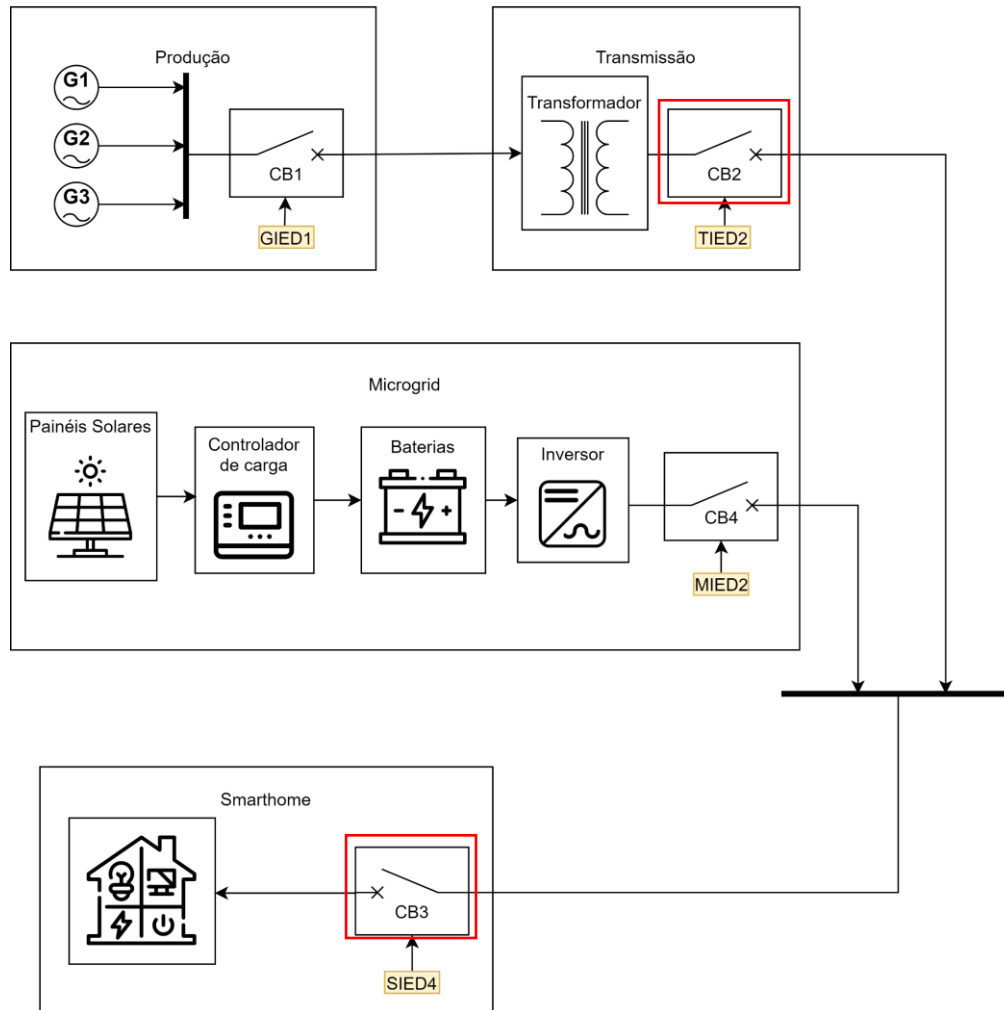 Produção
G1
G2
G3
CB1
GIED1
Transmissão
Transformador
CB2
TIED2
Microgrid
Painéis Solares
Controlador
de carga
Baterias
Inversor
CB4
MIED2
Smarthome
CB3
SIED4